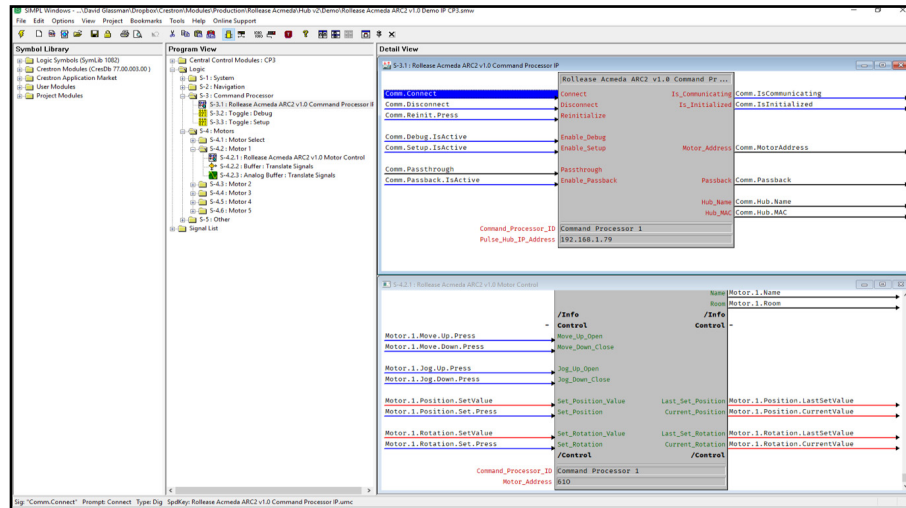 SIMPL Windows - ...\David Glassman\Dropbox\Crestron\Modules\Production\Rollease Acmeda\Hub v2\Demo\Rollease Acmeda ARC2 v1.0 Demo IP CP3.smw
File Edit Options View Project Bookmarks Tools Help Online Support
Symbol Library
Logic Symbols (SymLib 1082)
Crestron Modules (CresDb 77.00.003.00 )
Crestron Application Market
User Modules
Project Modules
Program View
Central Control Modules : CP3
Logic
S-1 : System
S-2 : Navigation
S-3 : Command Processor
S-3.1 : Rollease Acmeda ARC2 v1.0 Command Processor IP
S-3.2 : Toggle : Debug
S-3.3 : Toggle : Setup
S-4 : Motors
S-4.1 : Motor Select
S-4.2 : Motor 1
S-4.2.1 : Rollease Acmeda ARC2 v1.0 Motor Control
S-4.2.2 : Buffer : Translate Signals
S-4.2.3 : Analog Buffer : Translate Signals
S-4.3 : Motor 2
S-4.4 : Motor 3
S-4.5 : Motor 4
S-4.6 : Motor 5
S-5 : Other
Signal List
Detail View
S-3.1 : Rollease Acmeda ARC2 v1.0 Command Processor IP
Rollease Acmeda ARC2 v1.0 Command Pr...
Comm.Connect Connect Is_Communicating Comm.IsCommunicating
Comm.Disconnect Disconnect Is_Initialized Comm.IsInitialized
Comm.Reinit.Press Reinitialize
Comm.Debug.IsActive Enable_Debug
Comm.Setup.IsActive Enable_Setup Motor_Address Comm.MotorAddress
Comm.Passthrough Passthrough
Comm.Passback.IsActive Enable_Passback Passback Comm.Passback
Hub_Name Comm.Hub.Name
Hub_MAC Comm.Hub.MAC
Command_Processor_ID Command Processor 1
Pulse_Hub_IP_Address 192.168.1.79
S-4.2.1 : Rollease Acmeda ARC2 v1.0 Motor Control
Name Motor.1.Name
Room Motor.1.Room
/Info /Info
- Control Control -
Motor.1.Move.Up.Press Move_Up_Open
Motor.1.Move.Down.Press Move_Down_Close
Motor.1.Jog.Up.Press Jog_Up_Open
Motor.1.Jog.Down.Press Jog_Down_Close
Motor.1.Position.SetValue Set_Position_Value Last_Set_Position Motor.1.Position.LastSetValue
Motor.1.Position.Set.Press Set_Position Current_Position Motor.1.Position.CurrentValue
Motor.1.Rotation.SetValue Set_Rotation_Value Last_Set_Rotation Motor.1.Rotation.LastSetValue
Motor.1.Rotation.Set.Press Set_Rotation Current_Rotation Motor.1.Rotation.CurrentValue
/Control /Control
Command_Processor_ID Command Processor 1
Motor_Address 610
Sig: "Comm.Connect" Prompt: Connect Type: Dig SpdKey: Rollease Acmeda ARC2 v1.0 Command Processor IP.umc